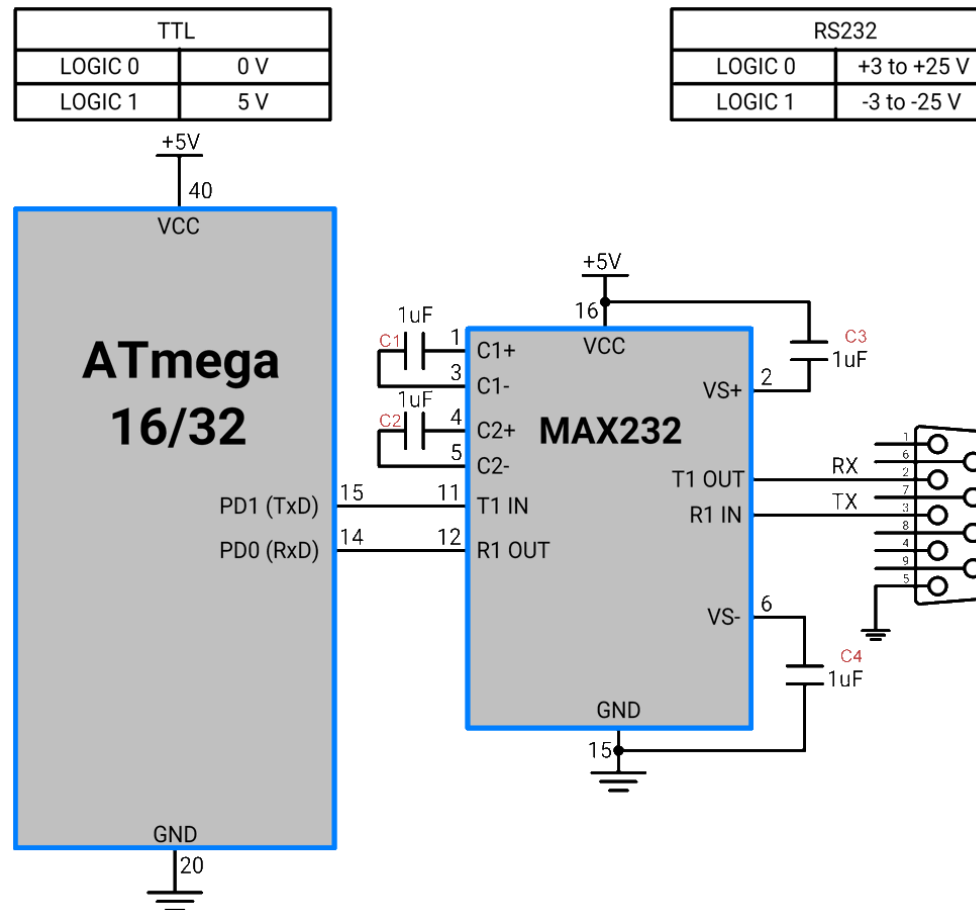 TTL
LOGIC 0 0 V
LOGIC 1 5 V
RS232
LOGIC 0 +3 to +25 V
LOGIC 1 -3 to -25 V
+5V
40
VCC
ATmega
16/32
PD1 (TxD)
PD0 (RxD)
15
14
GND
20
+5V
16
VCC
MAX232
C1 1uF
1 C1+
3 C1-
C2 1uF
4 C2+
5 C2-
11 T1 IN
12 R1 OUT
VS+ 2
C3
1uF
T1 OUT RX
R1 IN TX
VS- 6
C4
1uF
GND
15
1
6
2
7
3
8
4
9
5